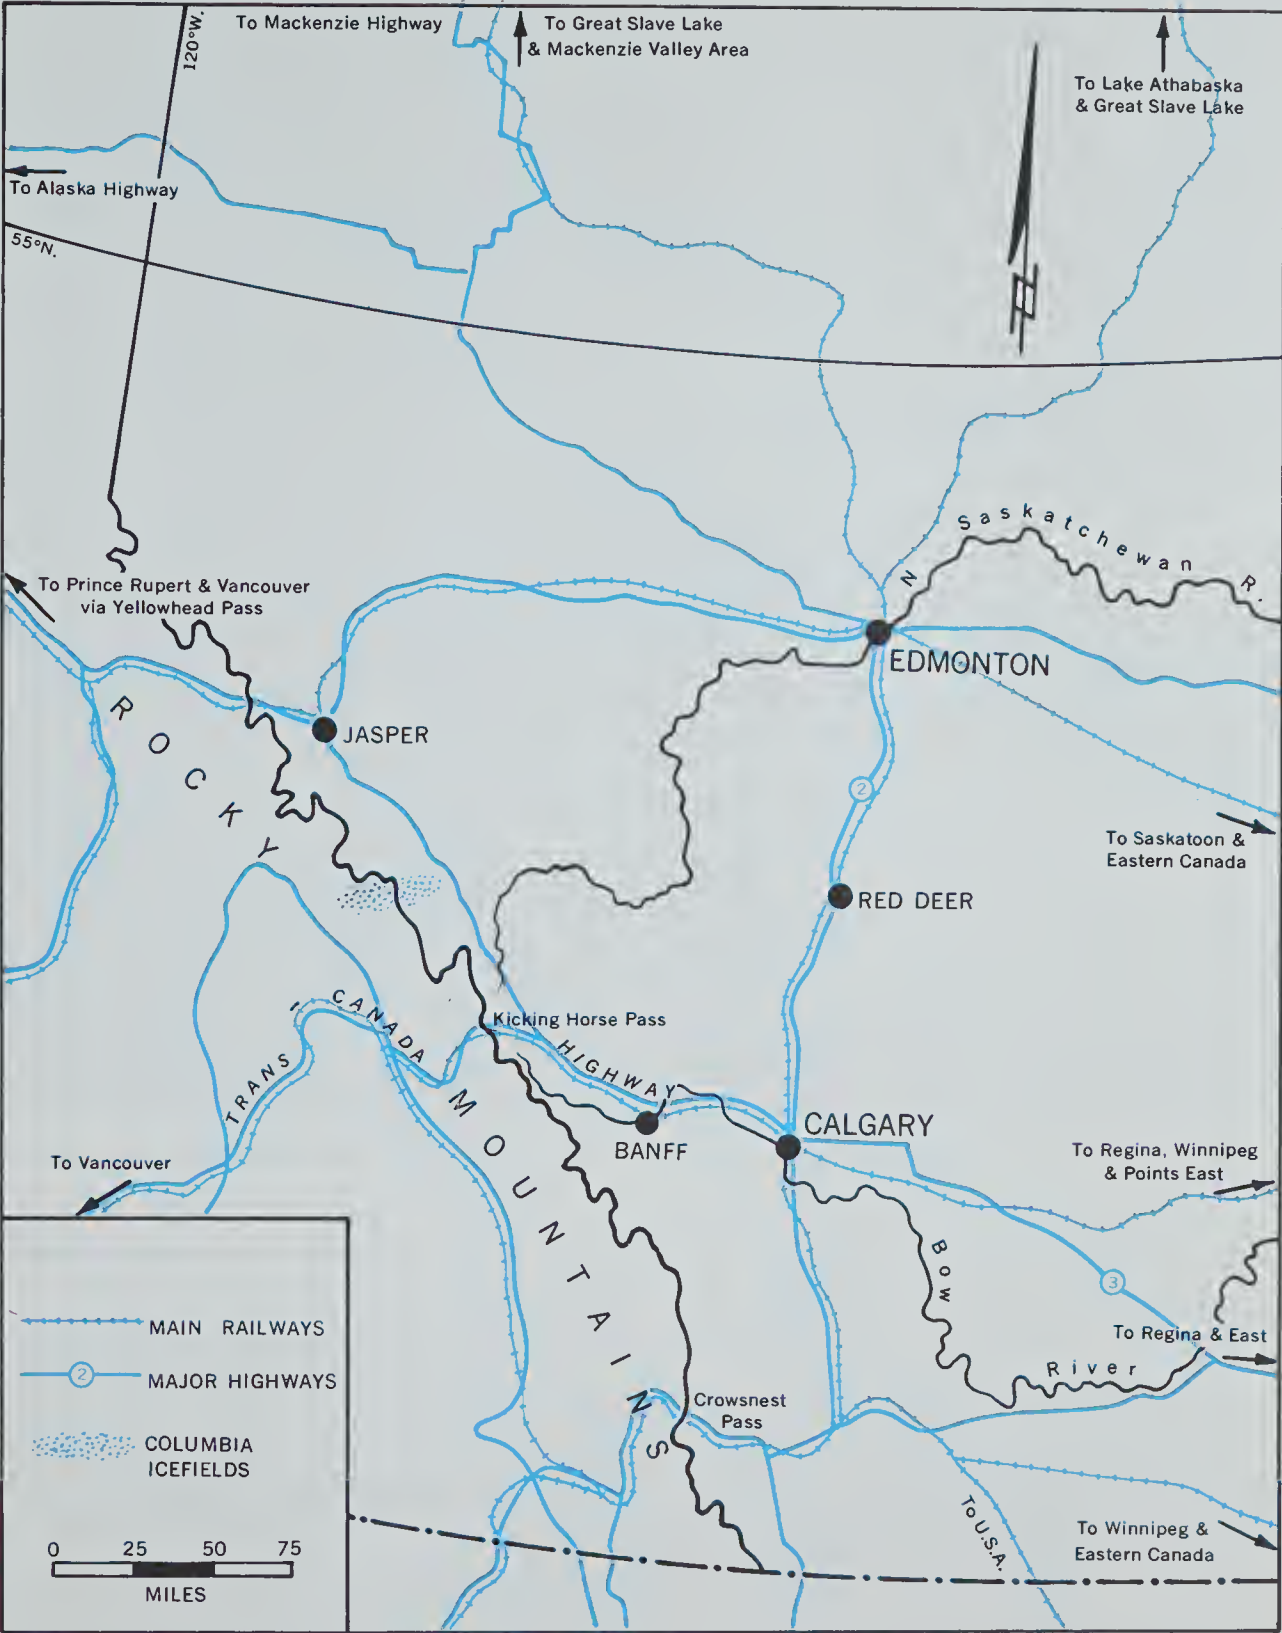 To Mackenzie Highway
To Great Slave Lake
& Mackenzie Valley Area
120°W.
To Lake Athabaska
& Great Slave Lake
To Alaska Highway
55°N.
N Saskatchewan R.
To Prince Rupert & Vancouver
via Yellowhead Pass
EDMONTON
JASPER
ROCKY MOUNTAINS
2
To Saskatoon &
Eastern Canada
RED DEER
Kicking Horse Pass
TRANS CANADA HIGHWAY
BANFF
CALGARY
To Vancouver
To Regina, Winnipeg
& Points East
Bow River
3
To Regina & East
Crowsnest
Pass
To U.S.A.
To Winnipeg &
Eastern Canada
MAIN RAILWAYS
2 MAJOR HIGHWAYS
COLUMBIA
ICEFIELDS
0 25 50 75
MILES